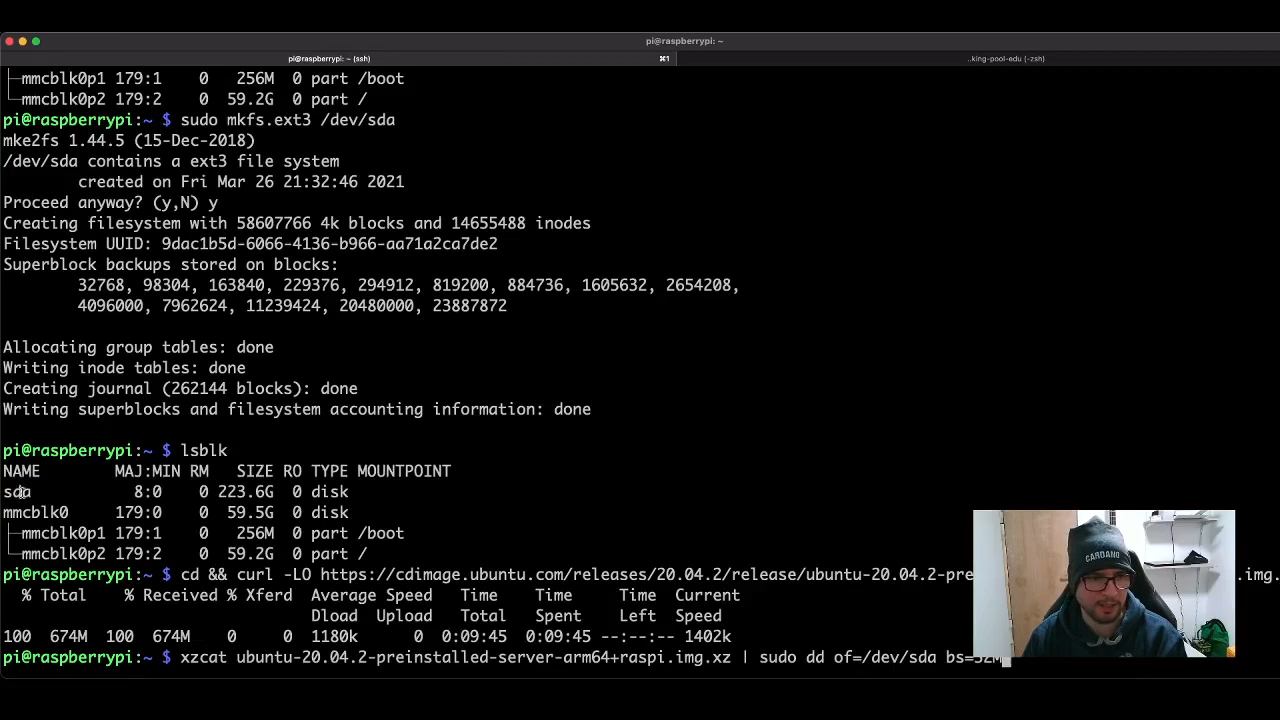 pi@raspberrypi: ~
pi@raspberrypi: ~ (ssh)
⌘1
..king-pool-edu (-zsh)
├─mmcblk0p1 179:1    0  256M  0 part /boot
└─mmcblk0p2 179:2    0 59.2G  0 part /
pi@raspberrypi:~ $ sudo mkfs.ext3 /dev/sda
mke2fs 1.44.5 (15-Dec-2018)
/dev/sda contains a ext3 file system
created on Fri Mar 26 21:32:46 2021
Proceed anyway? (y,N) y
Creating filesystem with 58607766 4k blocks and 14655488 inodes
Filesystem UUID: 9dac1b5d-6066-4136-b966-aa71a2ca7de2
Superblock backups stored on blocks:
32768, 98304, 163840, 229376, 294912, 819200, 884736, 1605632, 2654208,
4096000, 7962624, 11239424, 20480000, 23887872
Allocating group tables: done
Writing inode tables: done
Creating journal (262144 blocks): done
Writing superblocks and filesystem accounting information: done
pi@raspberrypi:~ $ lsblk
NAME        MAJ:MIN RM   SIZE RO TYPE MOUNTPOINT
sda           8:0    0 223.6G  0 disk
mmcblk0     179:0    0  59.5G  0 disk
├─mmcblk0p1 179:1    0   256M  0 part /boot
└─mmcblk0p2 179:2    0  59.2G  0 part /
pi@raspberrypi:~ $ cd && curl -LO https://cdimage.ubuntu.com/releases/20.04.2/release/ubuntu-20.04.2-pre
.img.
% Total    % Received % Xferd  Average Speed   Time    Time     Time  Current
Dload  Upload   Total   Spent    Left  Speed
100  674M  100  674M    0     0  1180k      0  0:09:45  0:09:45 --:--:-- 1402k
pi@raspberrypi:~ $ xzcat ubuntu-20.04.2-preinstalled-server-arm64+raspi.img.xz | sudo dd of=/dev/sda bs=32M
CARDANO